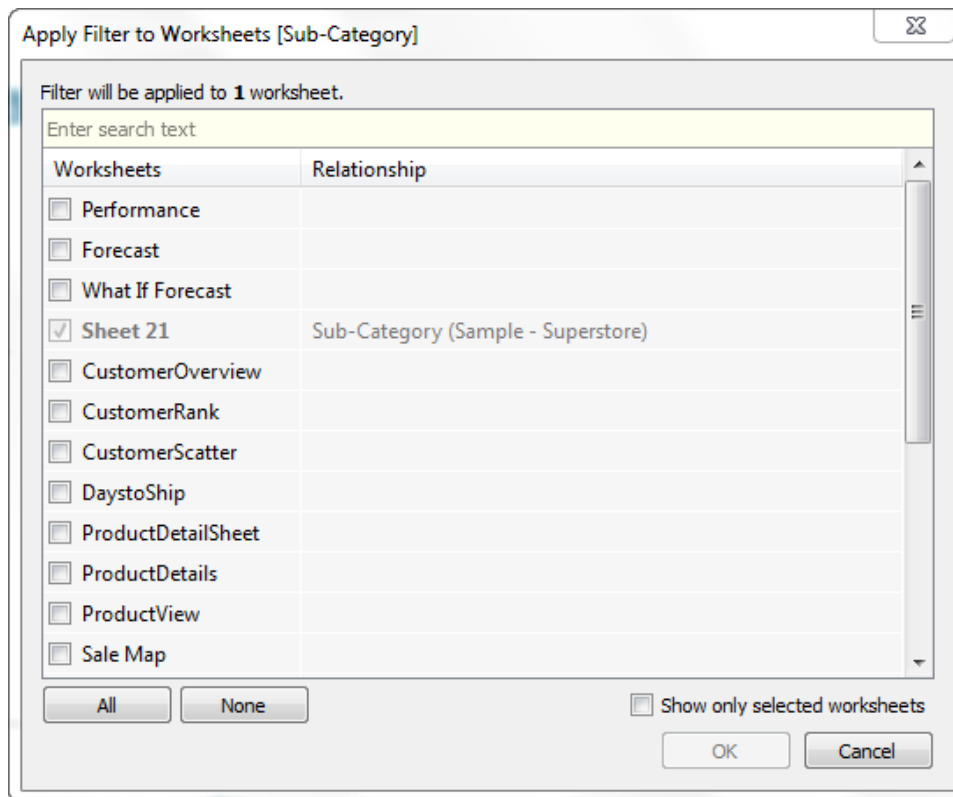 Apply Filter to Worksheets [Sub-Category]
Filter will be applied to 1 worksheet.
Enter search text
Worksheets Relationship
Performance
Forecast
What If Forecast
Sheet 21 Sub-Category (Sample - Superstore)
CustomerOverview
CustomerRank
CustomerScatter
DaystoShip
ProductDetailSheet
ProductDetails
ProductView
Sale Map
All None Show only selected worksheets
OK Cancel